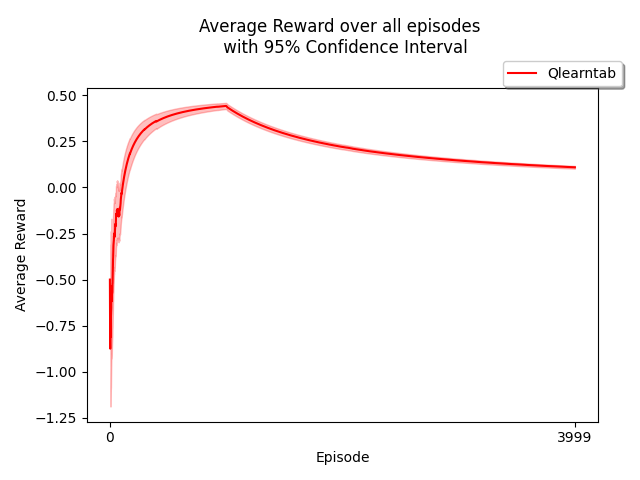 Average Reward over all episodes
with 95% Confidence Interval
Qlearntab
0.50
0.25
0.00
−0.25
−0.50
−0.75
−1.00
−1.25
Average Reward
0
3999
Episode